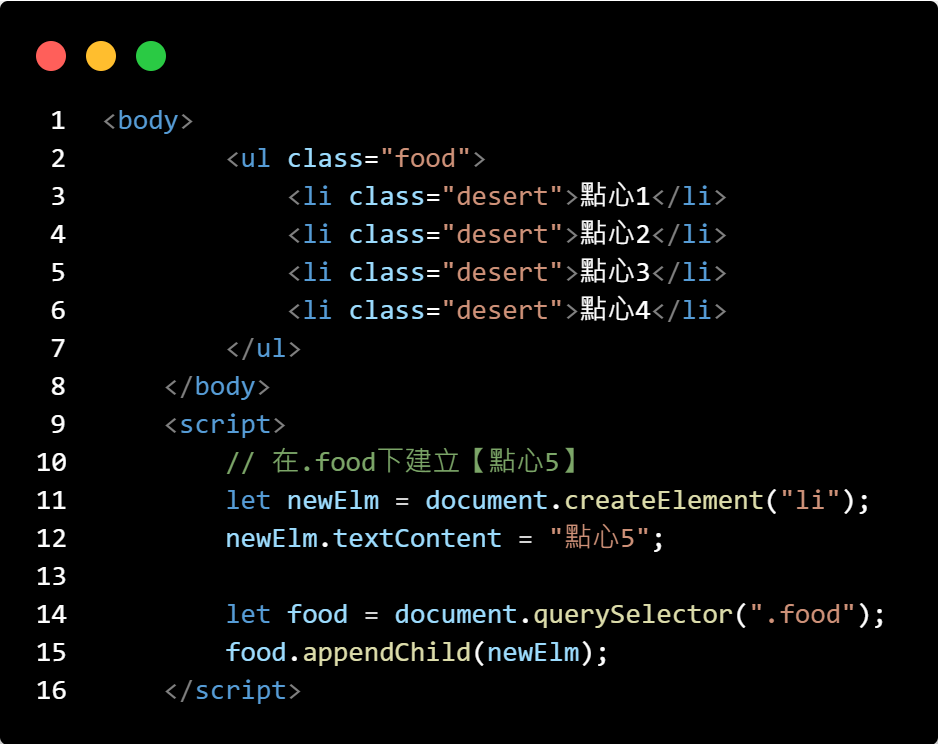 1 <body>
2 <ul class="food">
3 <li class="desert">點心1</li>
4 <li class="desert">點心2</li>
5 <li class="desert">點心3</li>
6 <li class="desert">點心4</li>
7 </ul>
8 </body>
9 <script>
10 // 在.food下建立【點心5】
11 let newElm = document.createElement("li");
12 newElm.textContent = "點心5";
13
14 let food = document.querySelector(".food");
15 food.appendChild(newElm);
16 </script>